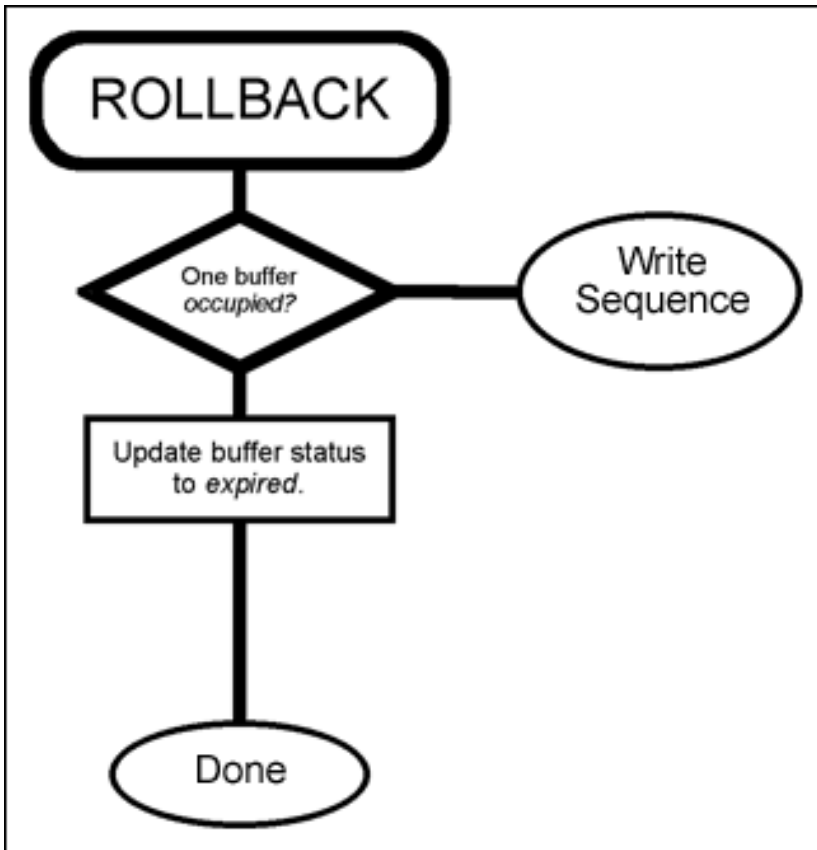 ROLLBACK
One buffer
occupied?
Write
Sequence
Update buffer status
to expired.
Done